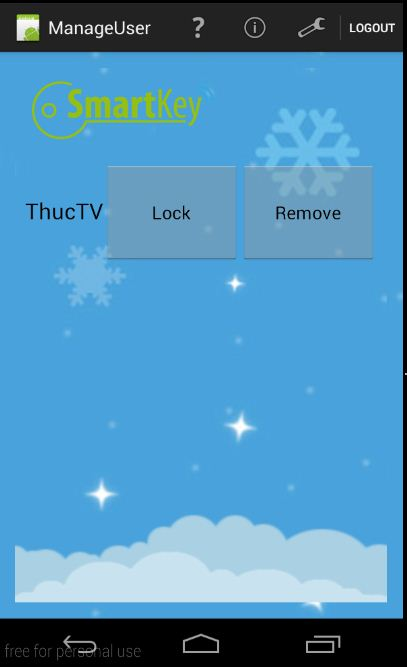 ManageUser ? LOGOUT
SmartKey
ThucTV Lock Remove
free for personal use